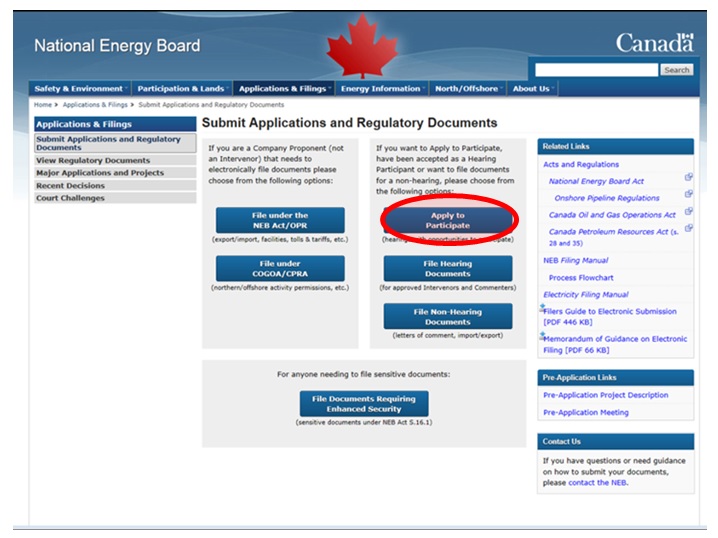 National Energy Board
Canada
Search
Safety & Environment
Participation & Lands
Applications & Filings
Energy Information
North/Offshore
About Us
Home > Applications & Filings > Submit Applications and Regulatory Documents
Applications & Filings
Submit Applications and Regulatory
Documents
View Regulatory Documents
Major Applications and Projects
Recent Decisions
Court Challenges
Submit Applications and Regulatory Documents
If you are a Company Proponent (not
an Intervenor) that needs to
electronically file documents please
choose from the following options:
File under the
NEB Act/OPR
(export/import, facilities, tolls & tariffs, etc.)
File under
COGOA/CPRA
(northern/offshore activity permissions, etc.)
If you want to Apply to Participate,
have been accepted as a Hearing
Participant or want to file documents
for a non-hearing, please choose from
the following options:
Apply to
Participate
(hearings with opportunities to participate)
File Hearing
Documents
(for approved Intervenors and Commenters)
File Non-Hearing
Documents
(letters of comment, import/export)
For anyone needing to file sensitive documents:
File Documents Requiring
Enhanced Security
(sensitive documents under NEB Act S.16.1)
Related Links
Acts and Regulations
National Energy Board Act
Onshore Pipeline Regulations
Canada Oil and Gas Operations Act
Canada Petroleum Resources Act (s.
28 and 35)
NEB Filing Manual
Process Flowchart
Electricity Filing Manual
Filers Guide to Electronic Submission
[PDF 446 KB]
Memorandum of Guidance on Electronic
Filing [PDF 66 KB]
Pre-Application Links
Pre-Application Project Description
Pre-Application Meeting
Contact Us
If you have questions or need guidance
on how to submit your documents,
please contact the NEB.